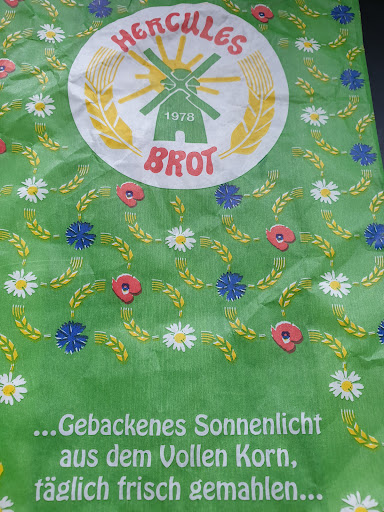 HERCULES
1978
BROT
...Gebackenes Sonnenlicht
aus dem Vollen Korn,
täglich frisch gemahlen...